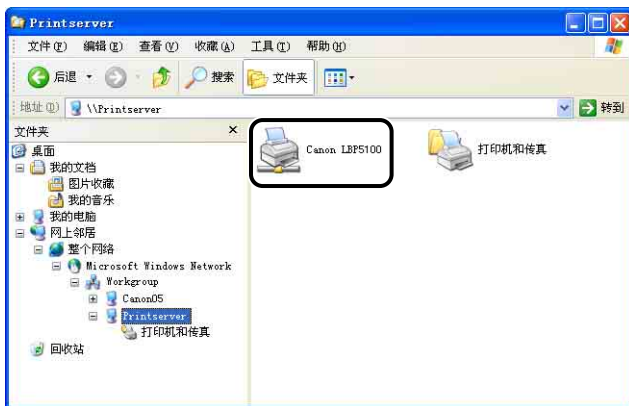 Printserver
文件(F) 编辑(E) 查看(V) 收藏(A) 工具(T) 帮助(H)
后退 搜索 文件夹
地址(D) \\Printserver 转到
文件夹
桌面
我的文档
图片收藏
我的音乐
我的电脑
网上邻居
整个网络
Microsoft Windows Network
Workgroup
Canon05
Printserver
打印机和传真
回收站
Canon LBP5100 打印机和传真